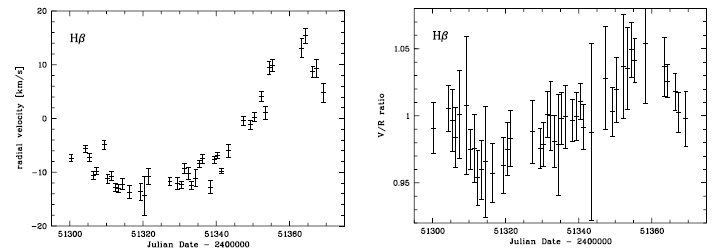 20
10
0
-10
-20
radial velocity [km/s]
Hβ
51300
51320
51340
51360
Julian Date - 2400000
1.05
1
0.95
V/R ratio
Hβ
51300
51320
51340
51360
Julian Date - 2400000